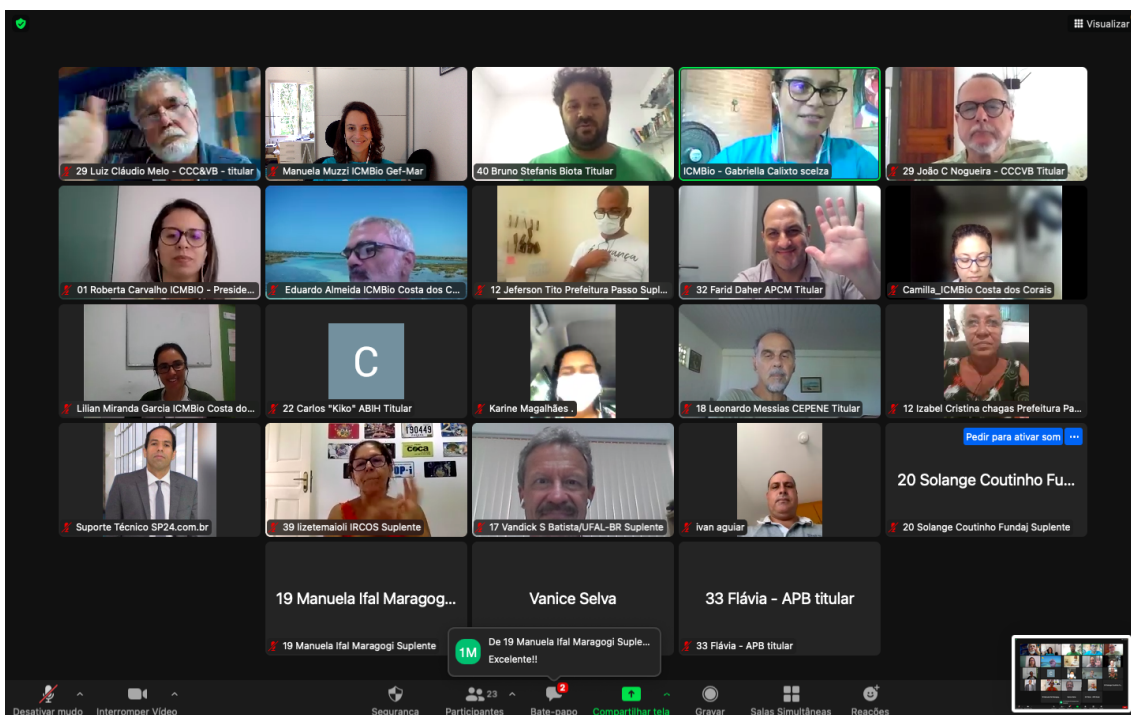 Visualizar
29 Luiz Cláudio Melo - CCC&VB - titular
Manuela Muzzi ICMBio Gef-Mar
40 Bruno Stefanis Biota Titular
ICMBio - Gabriella Calixto scelza
29 João C Nogueira - CCCVB Titular
01 Roberta Carvalho ICMBIO - Preside...
Eduardo Almeida ICMBio Costa dos C...
12 Jeferson Tito Prefeitura Passo Supl...
32 Farid Daher APCM Titular
Camilla_ICMBio Costa dos Corais
C
Lilian Miranda Garcia ICMBio Costa do...
22 Carlos "Kiko" ABIH Titular
Karine Magalhães .
18 Leonardo Messias CEPENE Titular
12 Izabel Cristina chagas Prefeitura Pa...
190449
coca
Pedir para ativar som ...
20 Solange Coutinho Fu...
Suporte Técnico SP24.com.br
39 lizetemaioli IRCOS Suplente
17 Vandick S Batista/UFAL-BR Suplente
ivan aguiar
20 Solange Coutinho Fundaj Suplente
19 Manuela Ifal Maragog...
Vanice Selva
33 Flávia - APB titular
19 Manuela Ifal Maragogi Suplente
33 Flávia - APB titular
1M
De 19 Manuela Ifal Maragogi Suple...
Excelente!!
2
23
Desativar mudo
Interromper Vídeo
Segurança
Participantes
Bate-papo
Compartilhar tela
Gravar
Salas Simultâneas
Reações